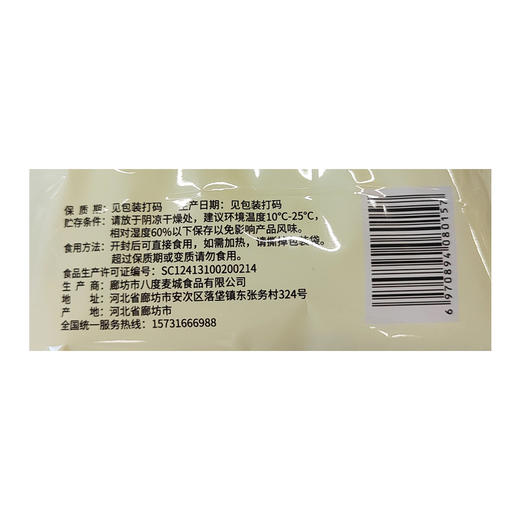 保 质 期：见包装打码 生产日期：见包装打码
贮存条件：请放于阴凉干燥处，建议环境温度10℃-25℃，
相对湿度60%以下保存以免影响产品风味。
食用方法：开封后可直接食用，如需加热，请撕掉包装袋。
超过保质期或变质请勿食用。
食品生产许可证编号：SC12413100200214
生 产 商：廊坊市八度麦城食品有限公司
地 址：河北省廊坊市安次区落垡镇东张务村324号
产 地：河北省廊坊市
全国统一服务热线：15731666988
6 970894 080157